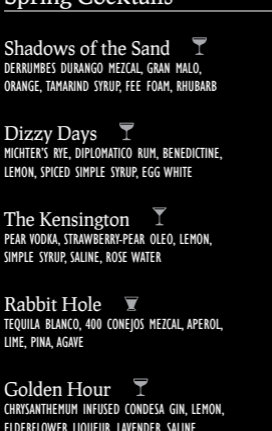 Spring Cocktails
Shadows of the Sand
DERRUMBES DURANGO MEZCAL, GRAN MALO,
ORANGE, TAMARIND SYRUP, FEE FOAM, RHUBARB
Dizzy Days
MICHTER'S RYE, DIPLOMATICO RUM, BENEDICTINE,
LEMON, SPICED SIMPLE SYRUP, EGG WHITE
The Kensington
PEAR VODKA, STRAWBERRY-PEAR OLEO, LEMON,
SIMPLE SYRUP, SALINE, ROSE WATER
Rabbit Hole
TEQUILA BLANCO, 400 CONEJOS MEZCAL, APEROL,
LIME, PINA, AGAVE
Golden Hour
CHRYSANTHEMUM INFUSED CONDESA GIN, LEMON,
ELDERFLOWER LIQUEUR, LAVENDER, SALINE